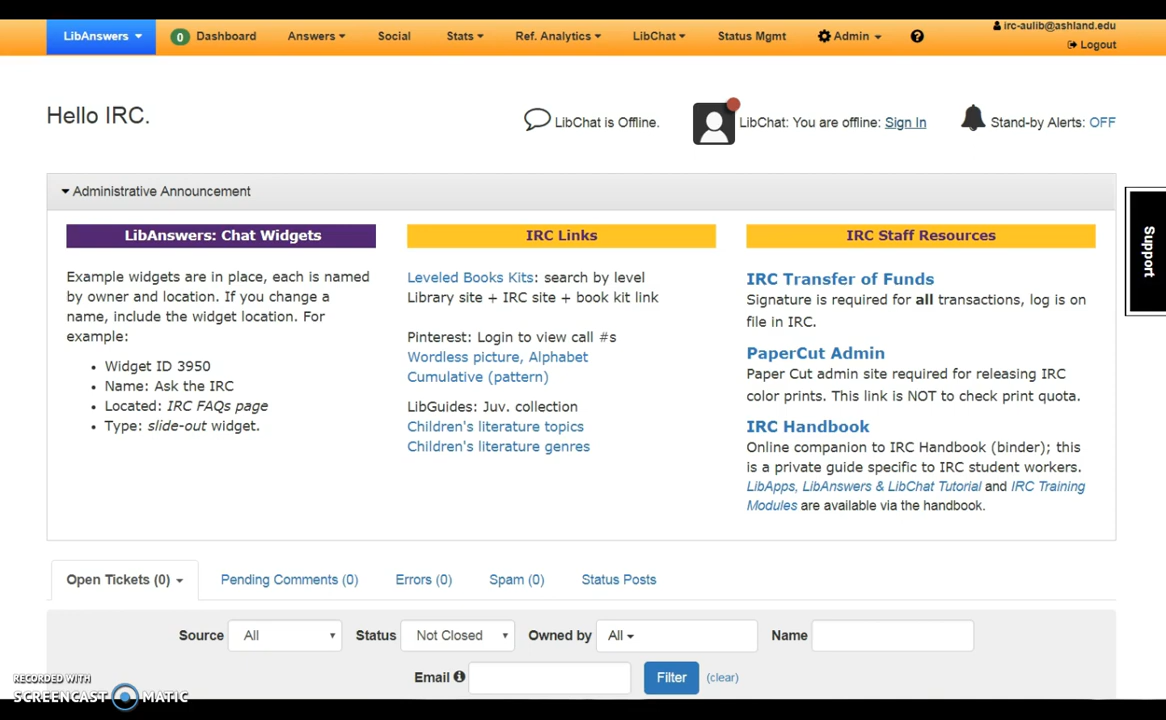 LibAnswers
0 Dashboard
Answers
Social
Stats
Ref. Analytics
LibChat
Status Mgmt
Admin
?
irc-aulib@ashland.edu
Logout
Hello IRC.
LibChat is Offline.
LibChat: You are offline: Sign In
Stand-by Alerts: OFF
Administrative Announcement
LibAnswers: Chat Widgets
Example widgets are in place, each is named
by owner and location. If you change a
name, include the widget location. For
example:
• Widget ID 3950
• Name: Ask the IRC
• Located: IRC FAQs page
• Type: slide-out widget.
IRC Links
Leveled Books Kits: search by level
Library site + IRC site + book kit link
Pinterest: Login to view call #s
Wordless picture, Alphabet
Cumulative (pattern)
LibGuides: Juv. collection
Children's literature topics
Children's literature genres
IRC Staff Resources
IRC Transfer of Funds
Signature is required for all transactions, log is on
file in IRC.
PaperCut Admin
Paper Cut admin site required for releasing IRC
color prints. This link is NOT to check print quota.
IRC Handbook
Online companion to IRC Handbook (binder); this
is a private guide specific to IRC student workers.
LibApps, LibAnswers & LibChat Tutorial and IRC Training
Modules are available via the handbook.
Support
Open Tickets (0)
Pending Comments (0)
Errors (0)
Spam (0)
Status Posts
Source All
Status Not Closed
Owned by All
Name
Email
Filter
(clear)
RECORDED WITH
SCREENCAST MATIC